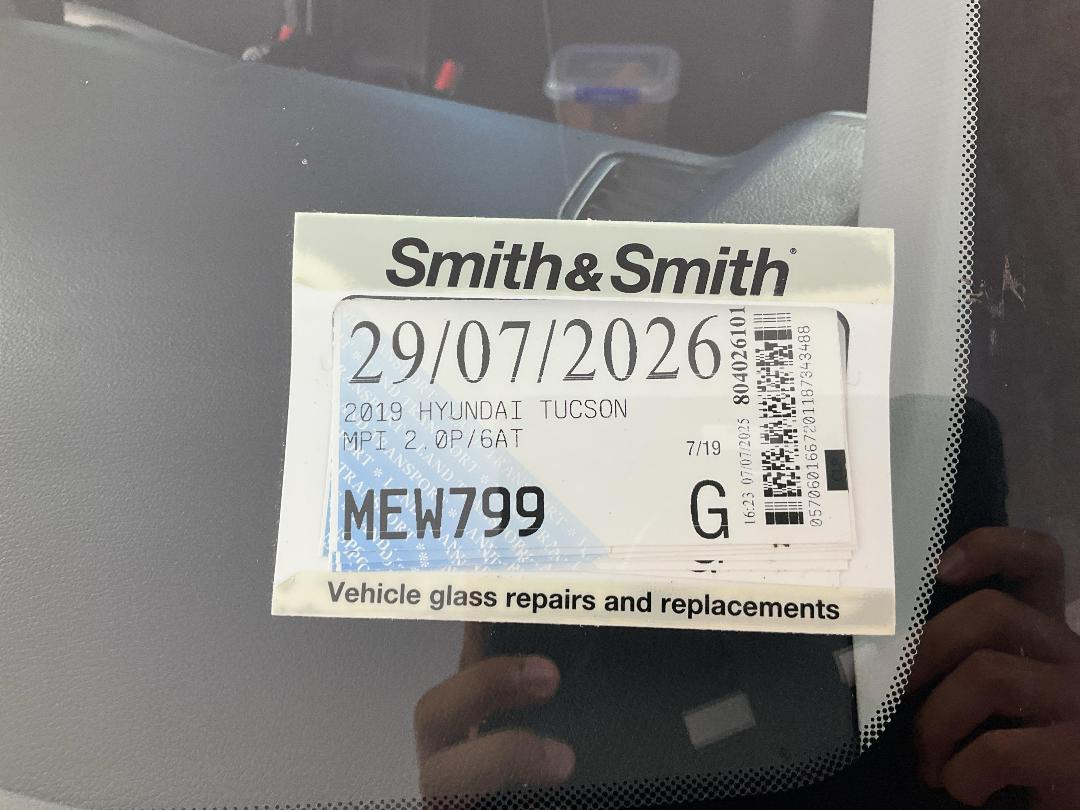 Smith&Smith®
29/07/2026
2019 HYUNDAI TUCSON
MPI 2.0P/6AT
7/19
MEW799
G
804026101
16:23 07/07/2025
Vehicle glass repairs and replacements